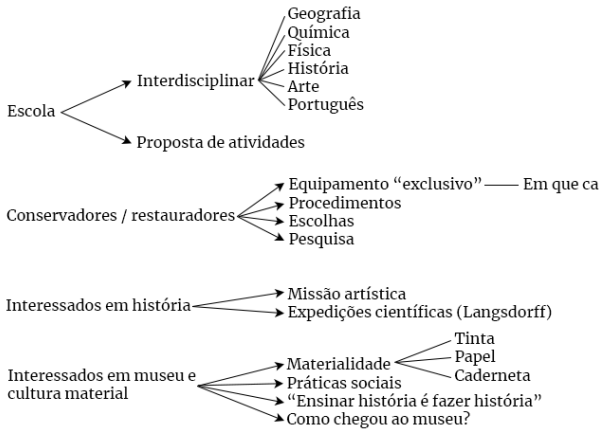 Escola
Interdisciplinar
Geografia
Química
Física
História
Arte
Português
Proposta de atividades
Conservadores / restauradores
Equipamento “exclusivo”
Em que ca
Procedimentos
Escolhas
Pesquisa
Interessados em história
Missão artística
Expedições científicas (Langsdorff)
Interessados em museu e
cultura material
Materialidade
Tinta
Papel
Caderneta
Práticas sociais
“Ensinar história é fazer história”
Como chegou ao museu?